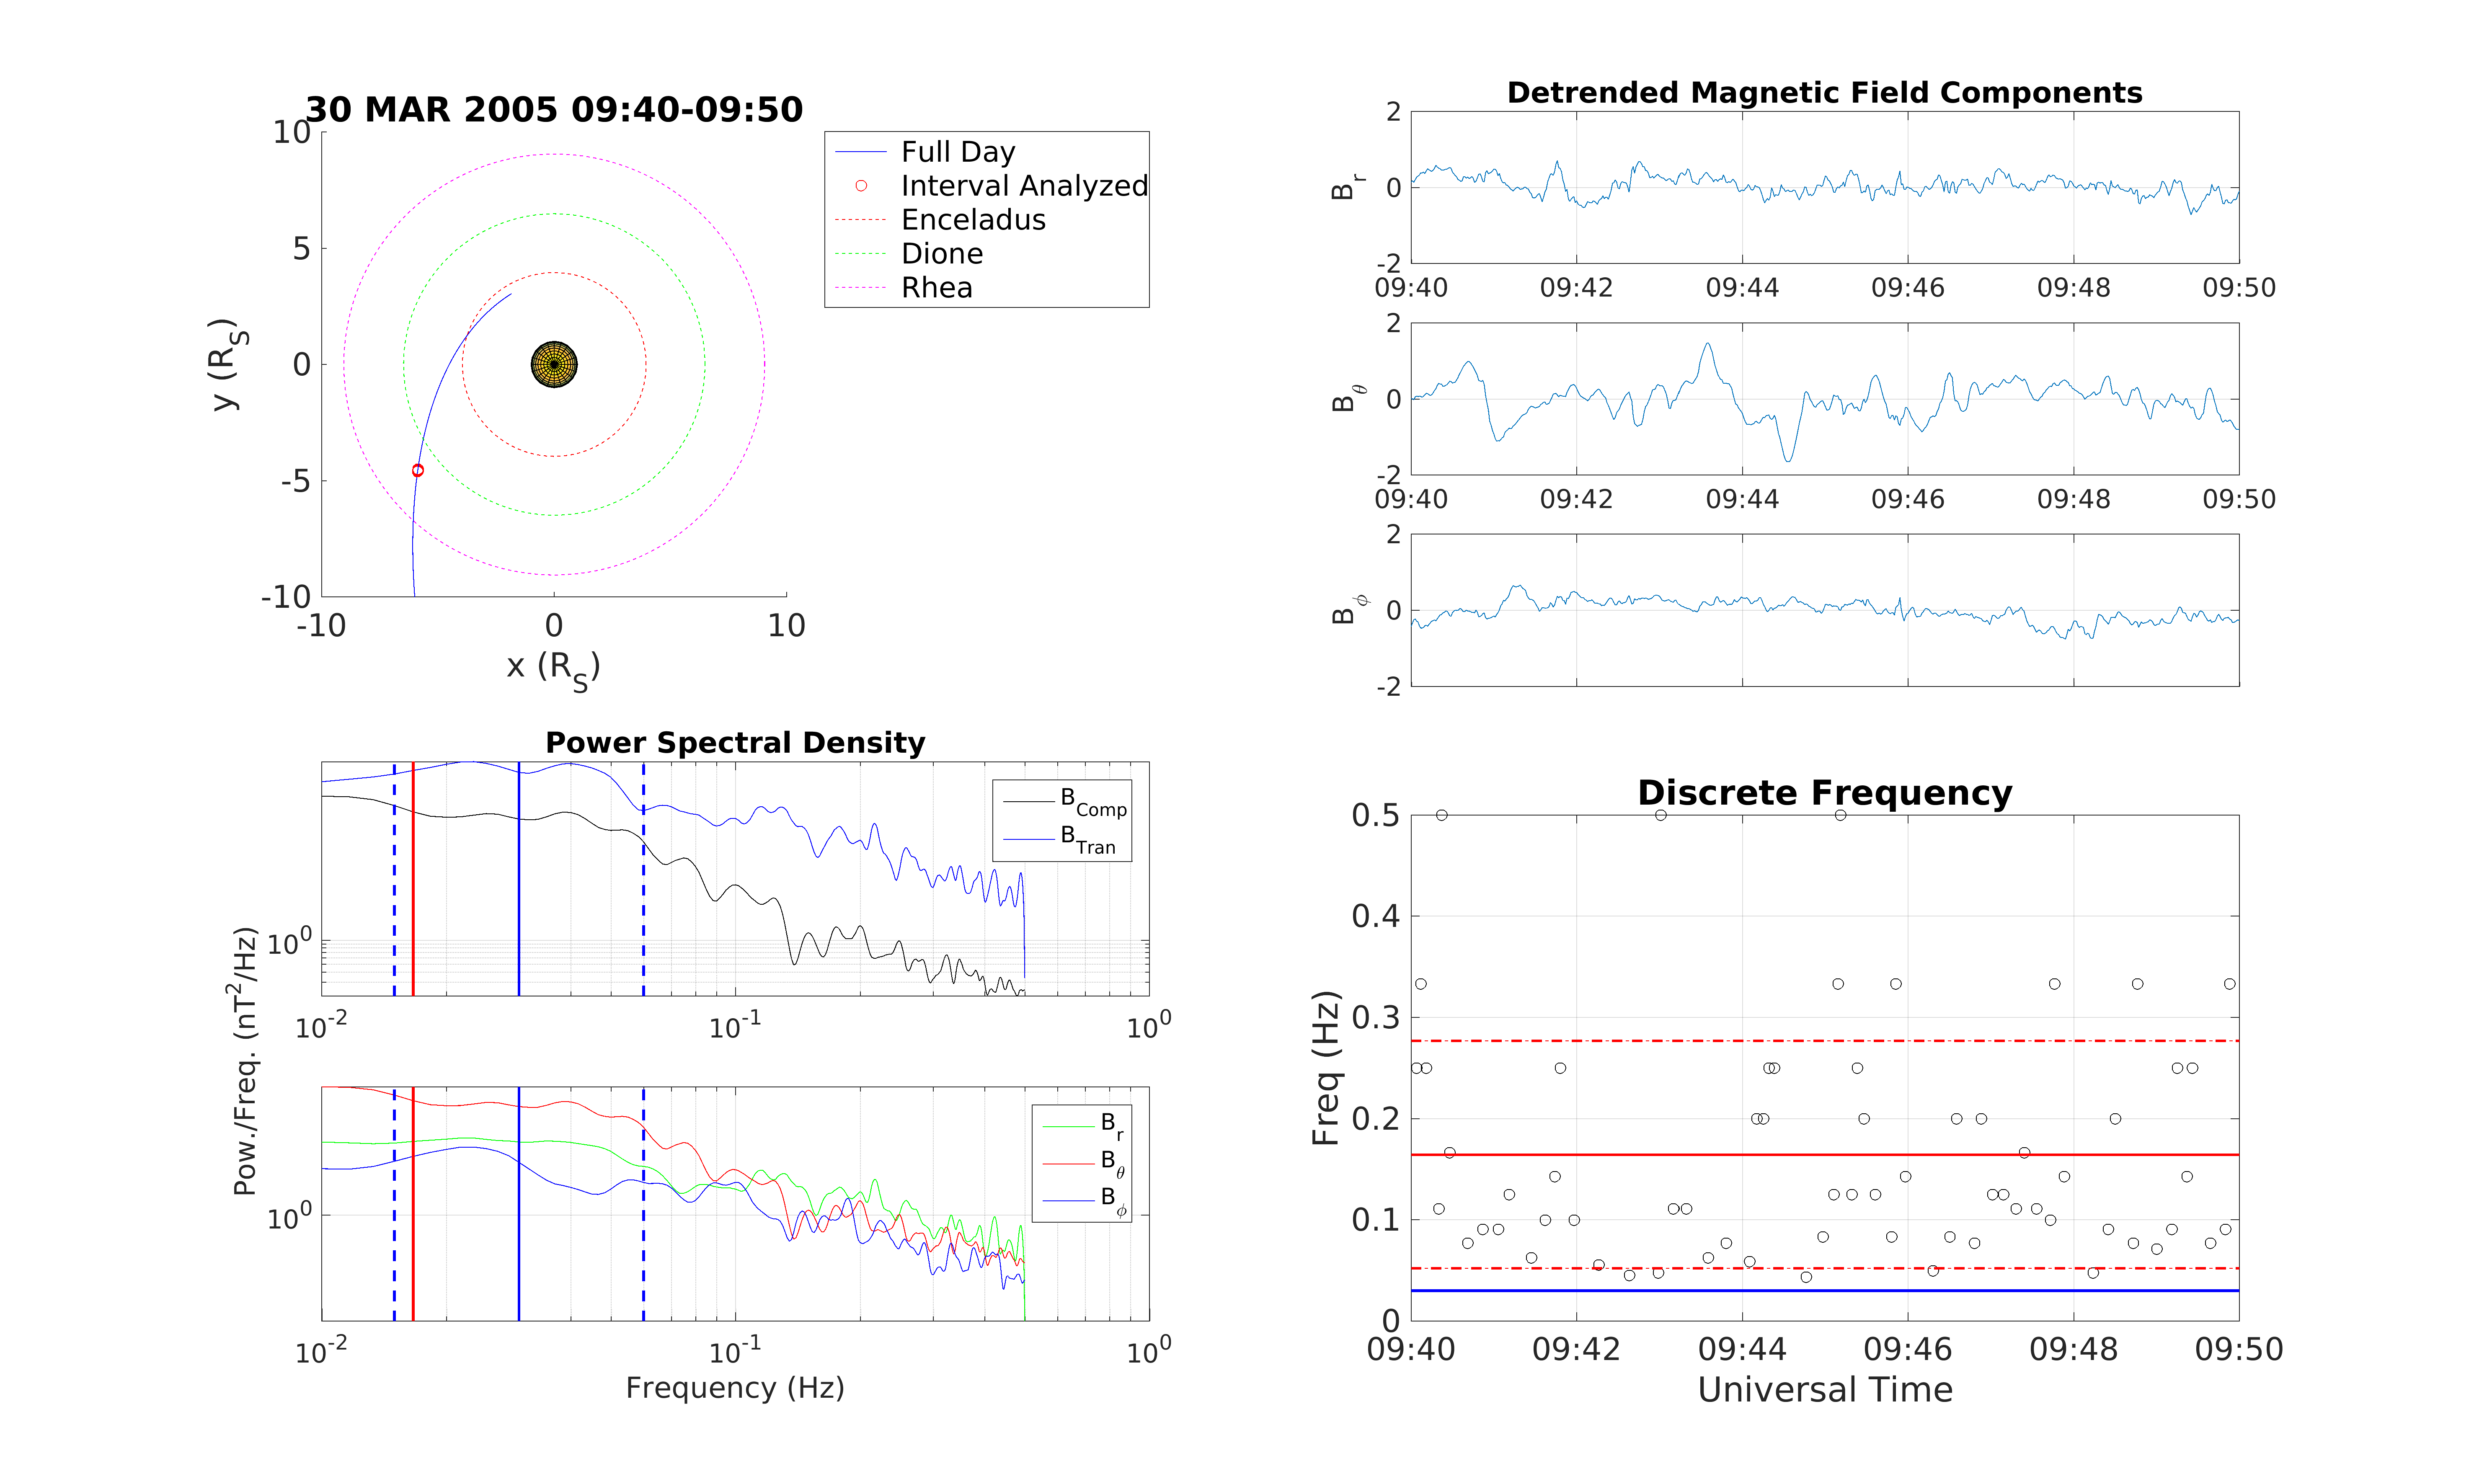 30 MAR 2005 09:40-09:50
10
5
0
-5
-10
-10 0 10
y (R_S)
x (R_S)
Full Day
Interval Analyzed
Enceladus
Dione
Rhea
Detrended Magnetic Field Components
2
0
-2
B_r
09:40 09:42 09:44 09:46 09:48 09:50
2
0
-2
B_θ
09:40 09:42 09:44 09:46 09:48 09:50
2
0
-2
B_ϕ
Power Spectral Density
10^0
B_Comp
B_Tran
10^-2 10^-1 10^0
Pow./Freq. (nT^2/Hz)
10^0
B_r
B_θ
B_ϕ
10^-2 10^-1 10^0
Frequency (Hz)
Discrete Frequency
0.5
0.4
0.3
0.2
0.1
0
Freq (Hz)
09:40 09:42 09:44 09:46 09:48 09:50
Universal Time